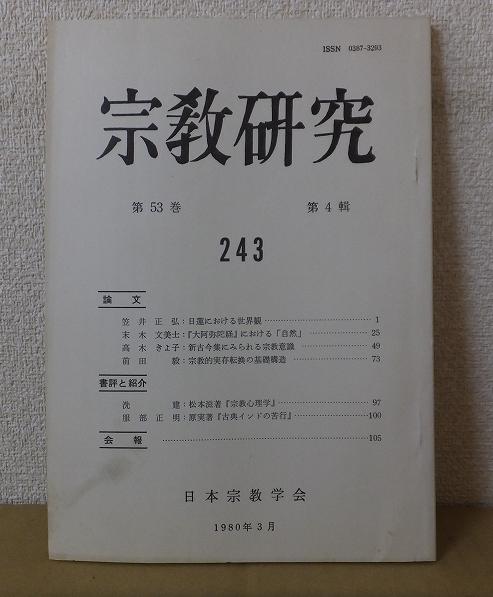 ISSN 0387-3293
宗教研究
第53巻 第4輯
243
論文
笠井正弘：日蓮における世界観 1
末木文美士：『大阿弥陀経』における「自然」 25
高木きよ子：新古今集にみられる宗教意識 49
前田毅：宗教的実存転換の基礎構造 73
書評と紹介
洗建：松本滋著『宗教心理学』 97
服部正明：原実著『古典インドの苦行』 100
会報 105
日本宗教学会
1980年3月